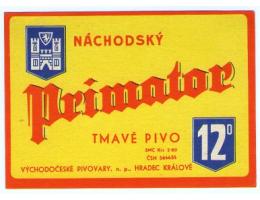 NÁCHODSKÝ
Primator
TMAVÉ PIVO
12°
VÝCHODOČESKÉ PIVOVARY, n. p., HRADEC KRÁLOVÉ